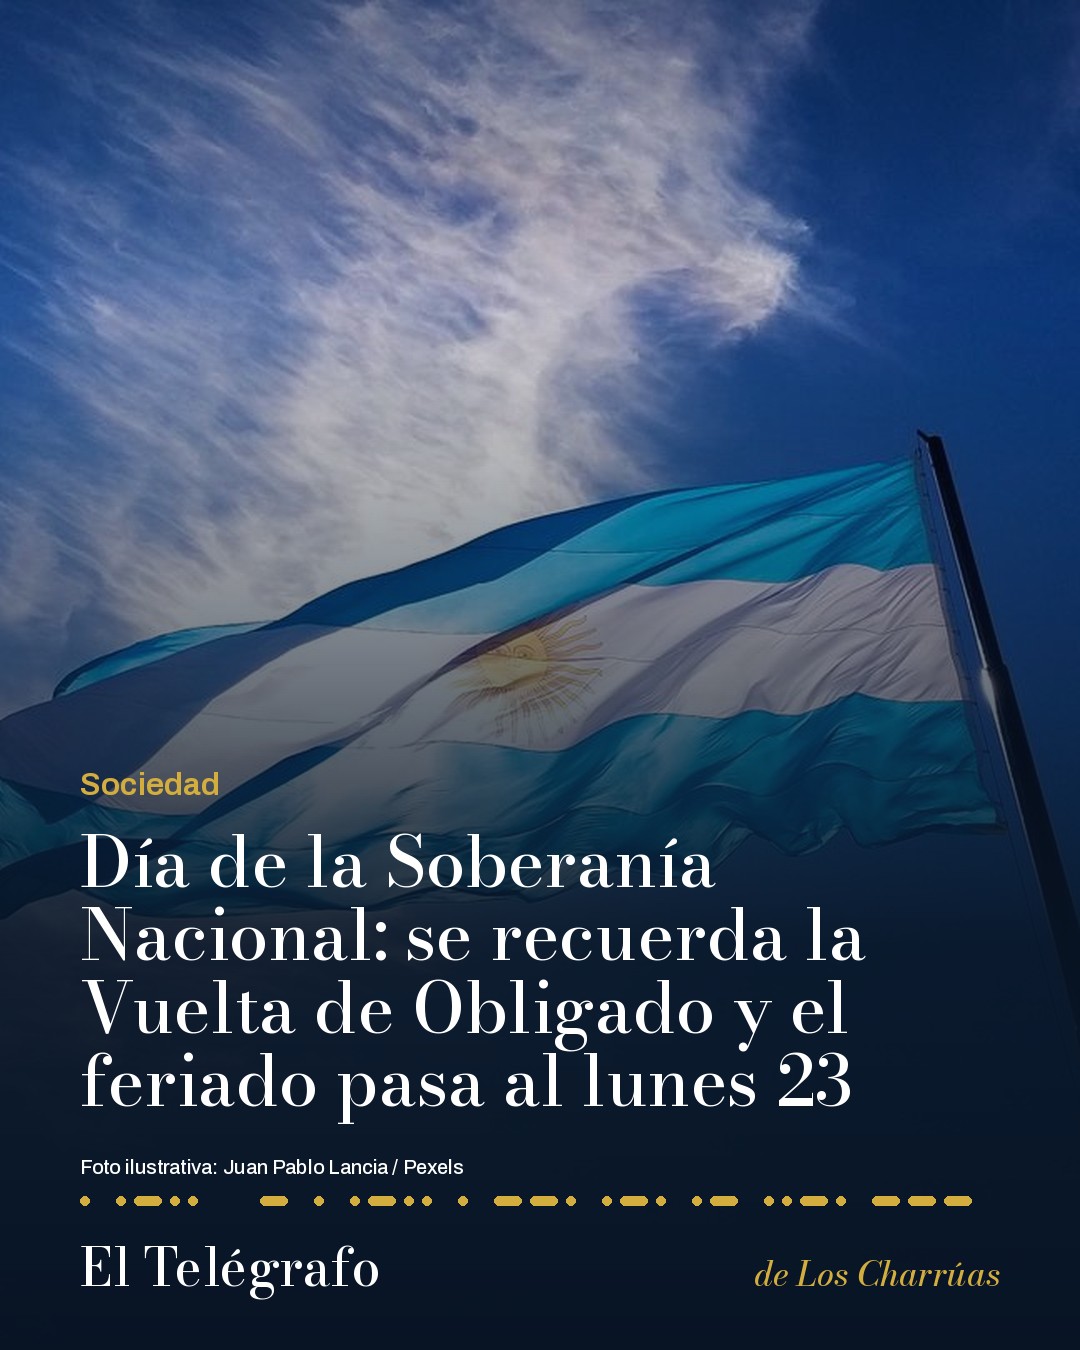 Sociedad
Día de la Soberanía
Nacional: se recuerda la
Vuelta de Obligado y el
feriado pasa al lunes 23
Foto ilustrativa: Juan Pablo Lancia / Pexels
El Telégrafo
de Los Charrúas